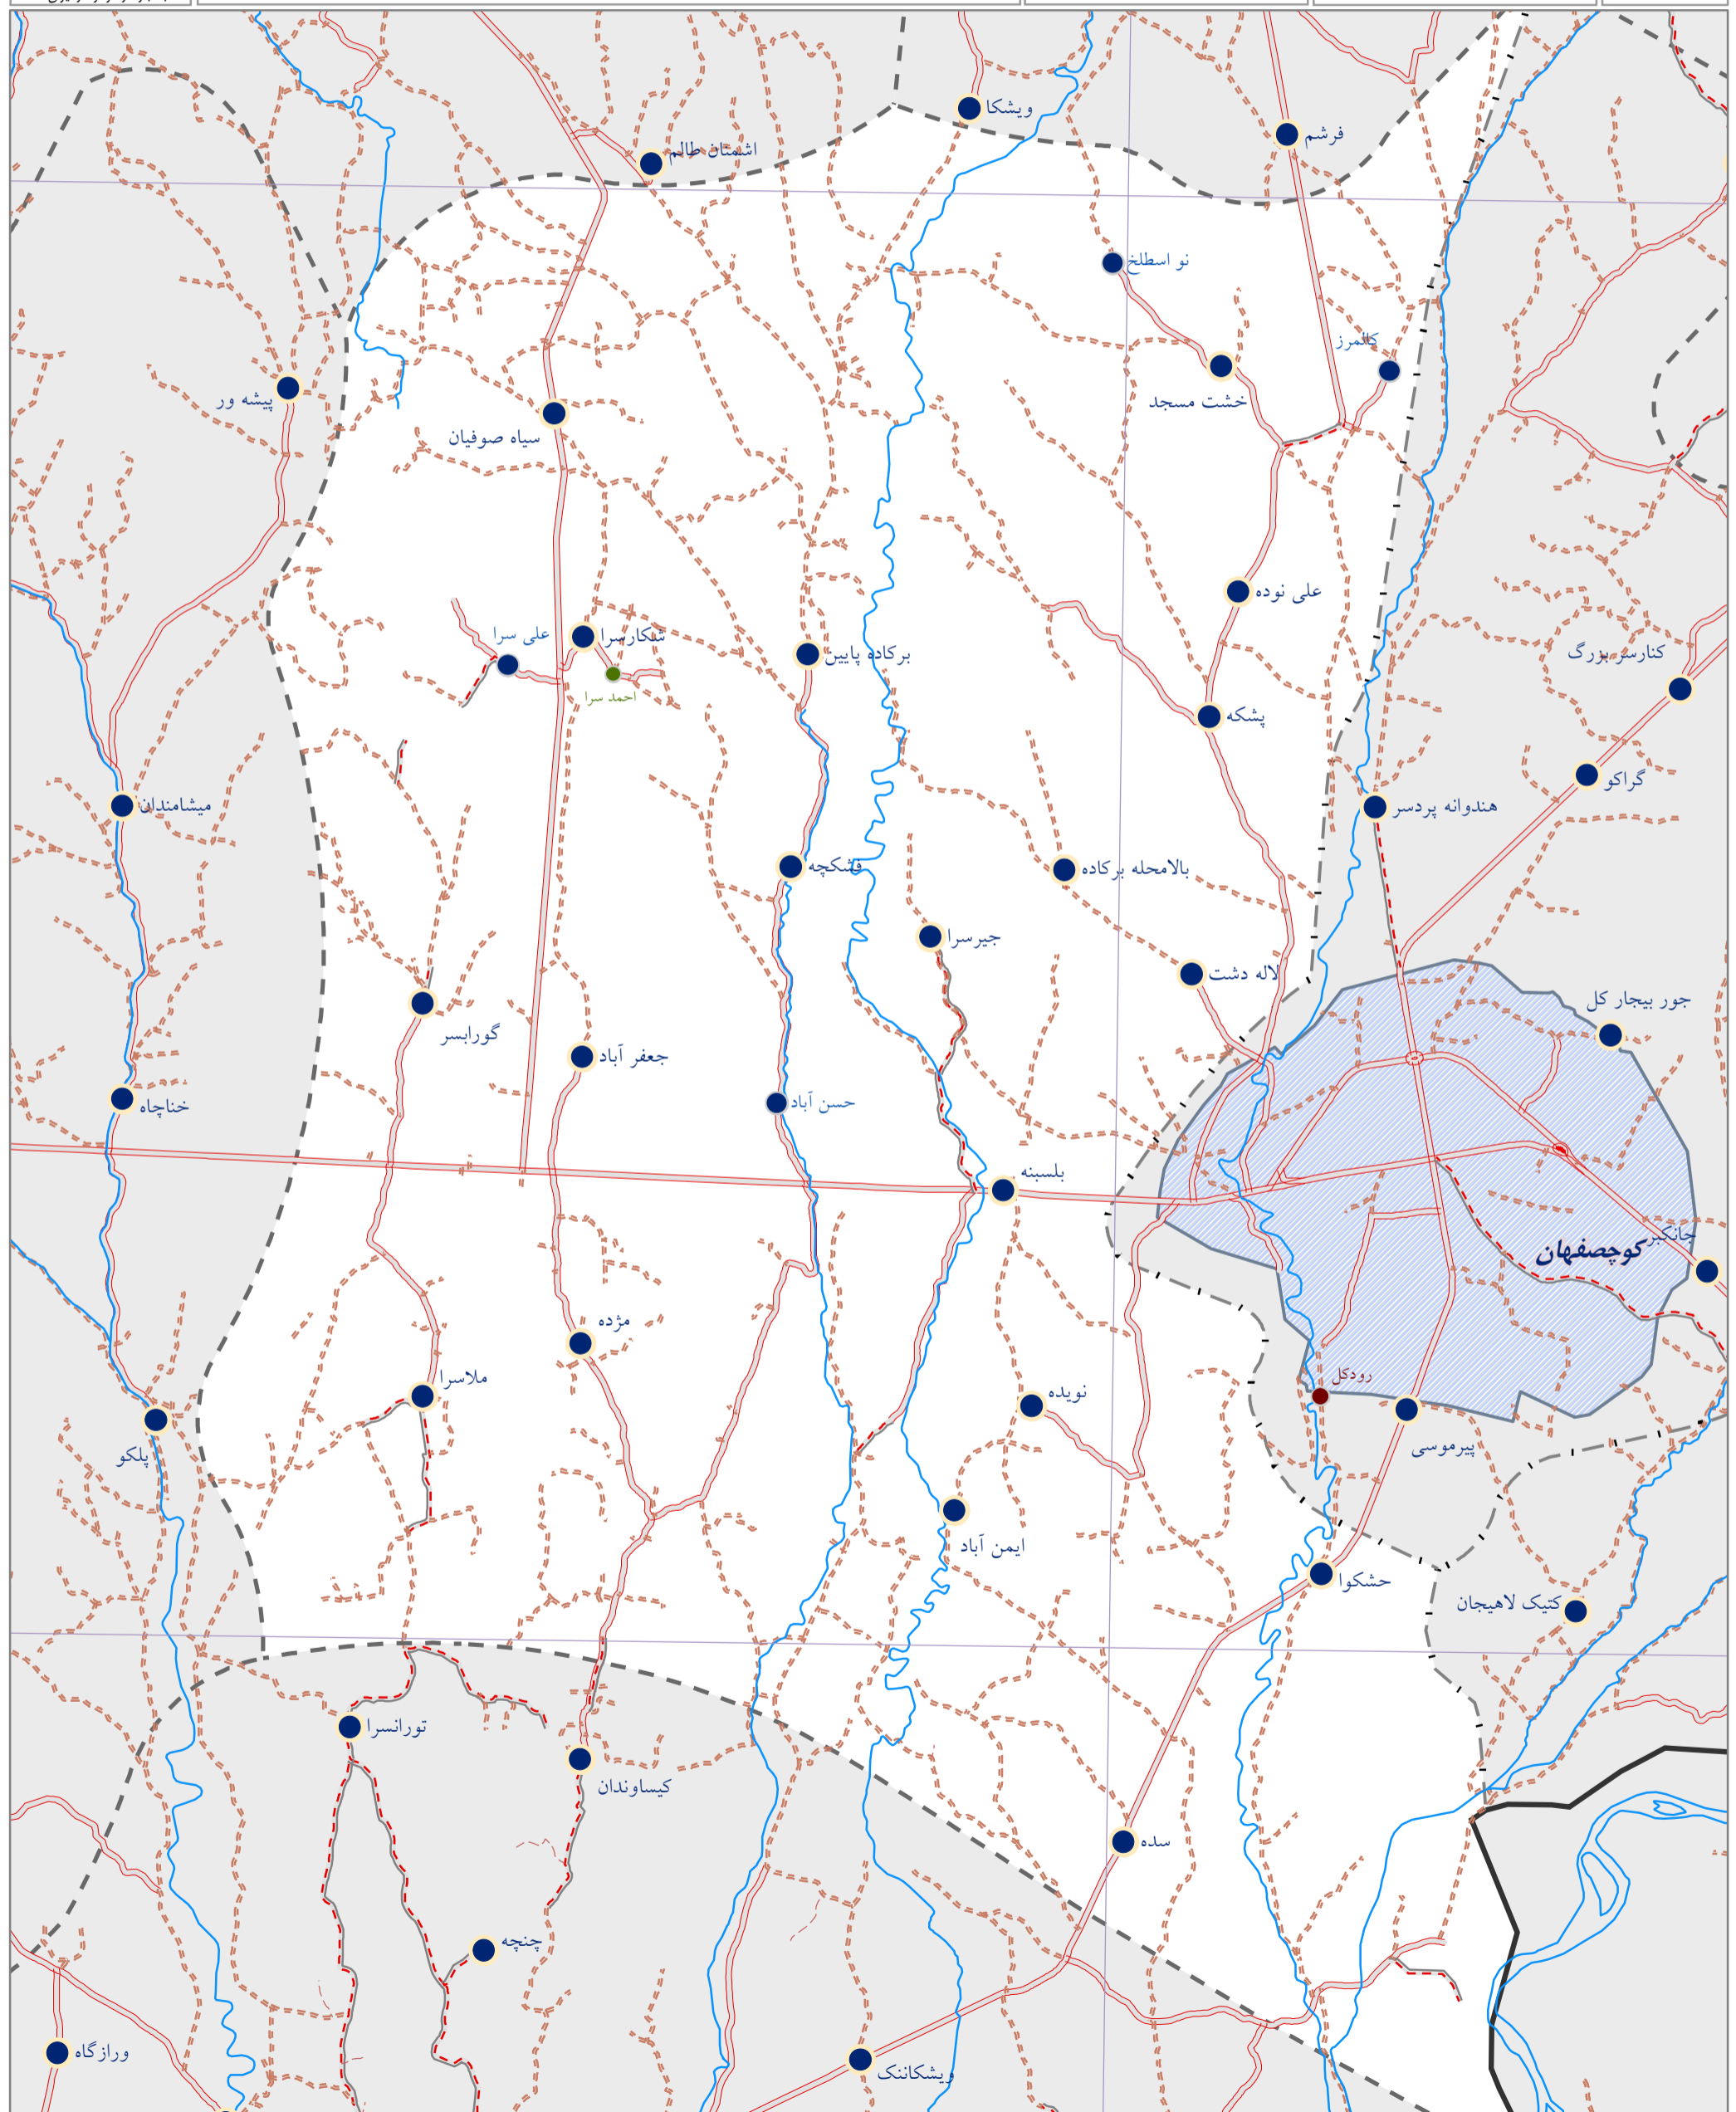 ویشکا
فرشم
اشمنان طالم
نو اسطلخ
کالمرز
پیشه ور
خشت مسجد
سیاه صوفیان
علی نوده
علی سرا
شکارسرا
برکاده پایین
کنارسر بزرگ
احمد سرا
پشکه
گراکو
میشامندان
هندوانه پردسر
فشکچه
بالامحله برکاده
جیرسرا
لاله دشت
جور بیجار کل
گورابسر
جعفر آباد
حسن آباد
خناچاه
بلسبنه
جانکبر
کوچصفهان
مژده
ملاسرا
رودکل
نویده
پلکو
پیرموسی
ایمن آباد
حشکوا
کتیک لاهیجان
تورانسرا
کیساوندان
سده
چنچه
ورازگاه
ویشکاننک